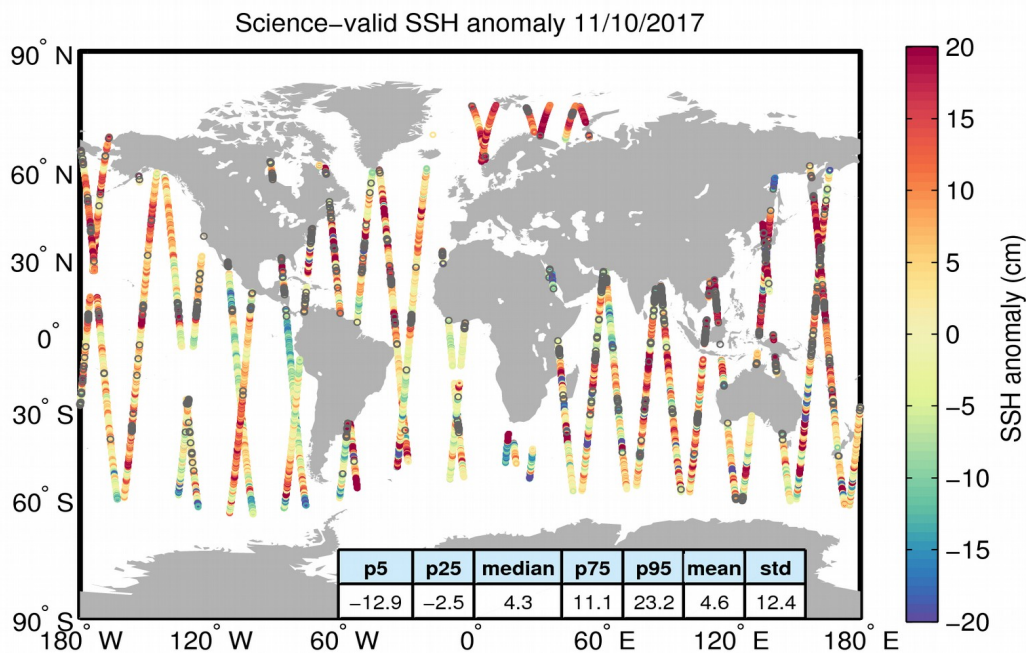 Science−valid SSH anomaly 11/10/2017
90° N
60° N
30° N
0°
30° S
60° S
90° S
180° W
120° W
60° W
0°
60° E
120° E
180° E
p5 p25 median p75 p95 mean std
−12.9 −2.5 4.3 11.1 23.2 4.6 12.4
20
15
10
5
0
−5
−10
−15
−20
SSH anomaly (cm)